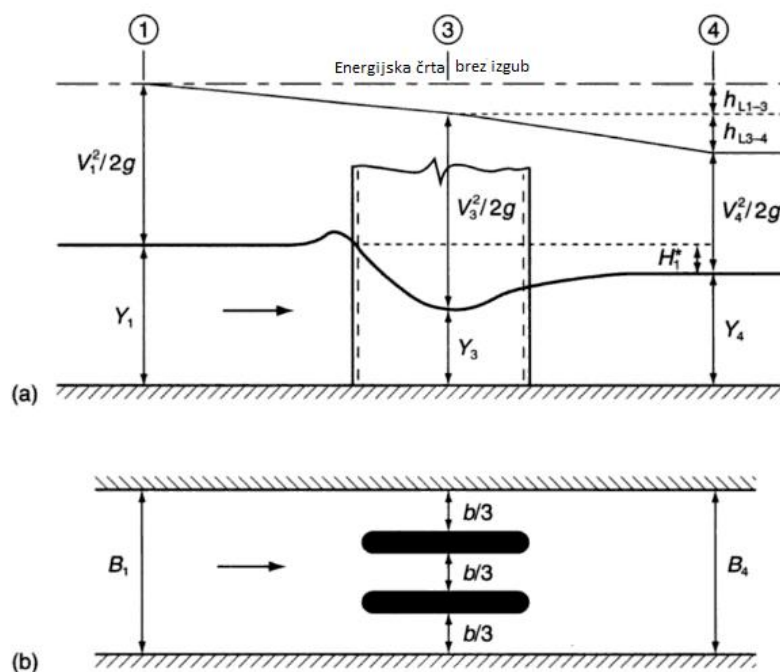 ① ③ ④
Energijska črta brez izgub
h_L1–3
h_L3–4
V₁²/2g
V₃²/2g
V₄²/2g
H₁*
Y₁
Y₃
Y₄
(a)
b/3
B₁
b/3
B₄
b/3
(b)